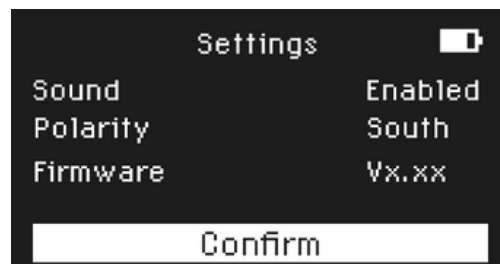 Settings
Sound Enabled
Polarity South
Firmware Vx.xx
Confirm